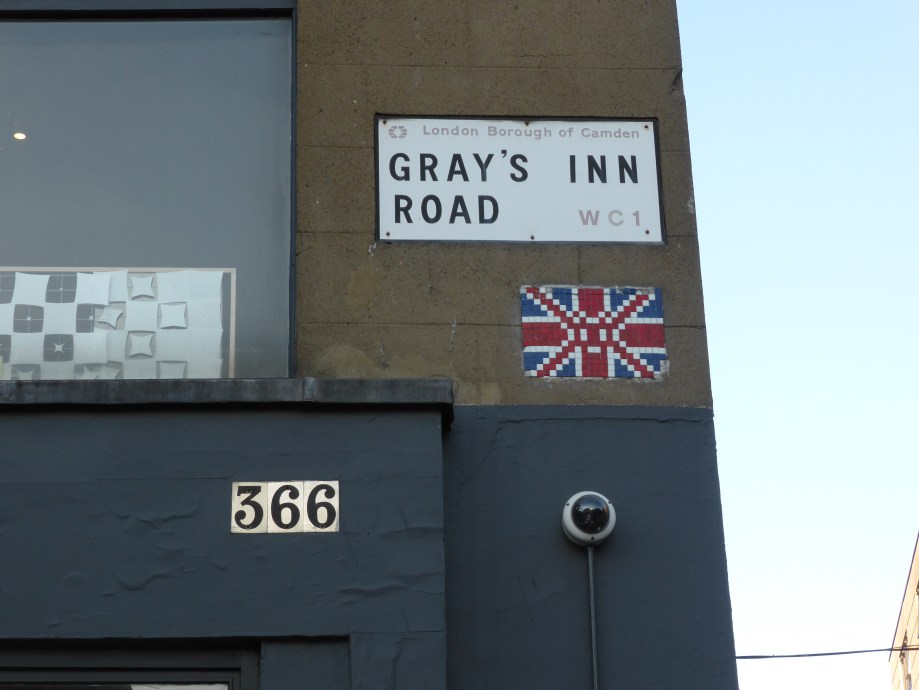 London Borough of Camden
GRAY'S INN
ROAD WC1
366